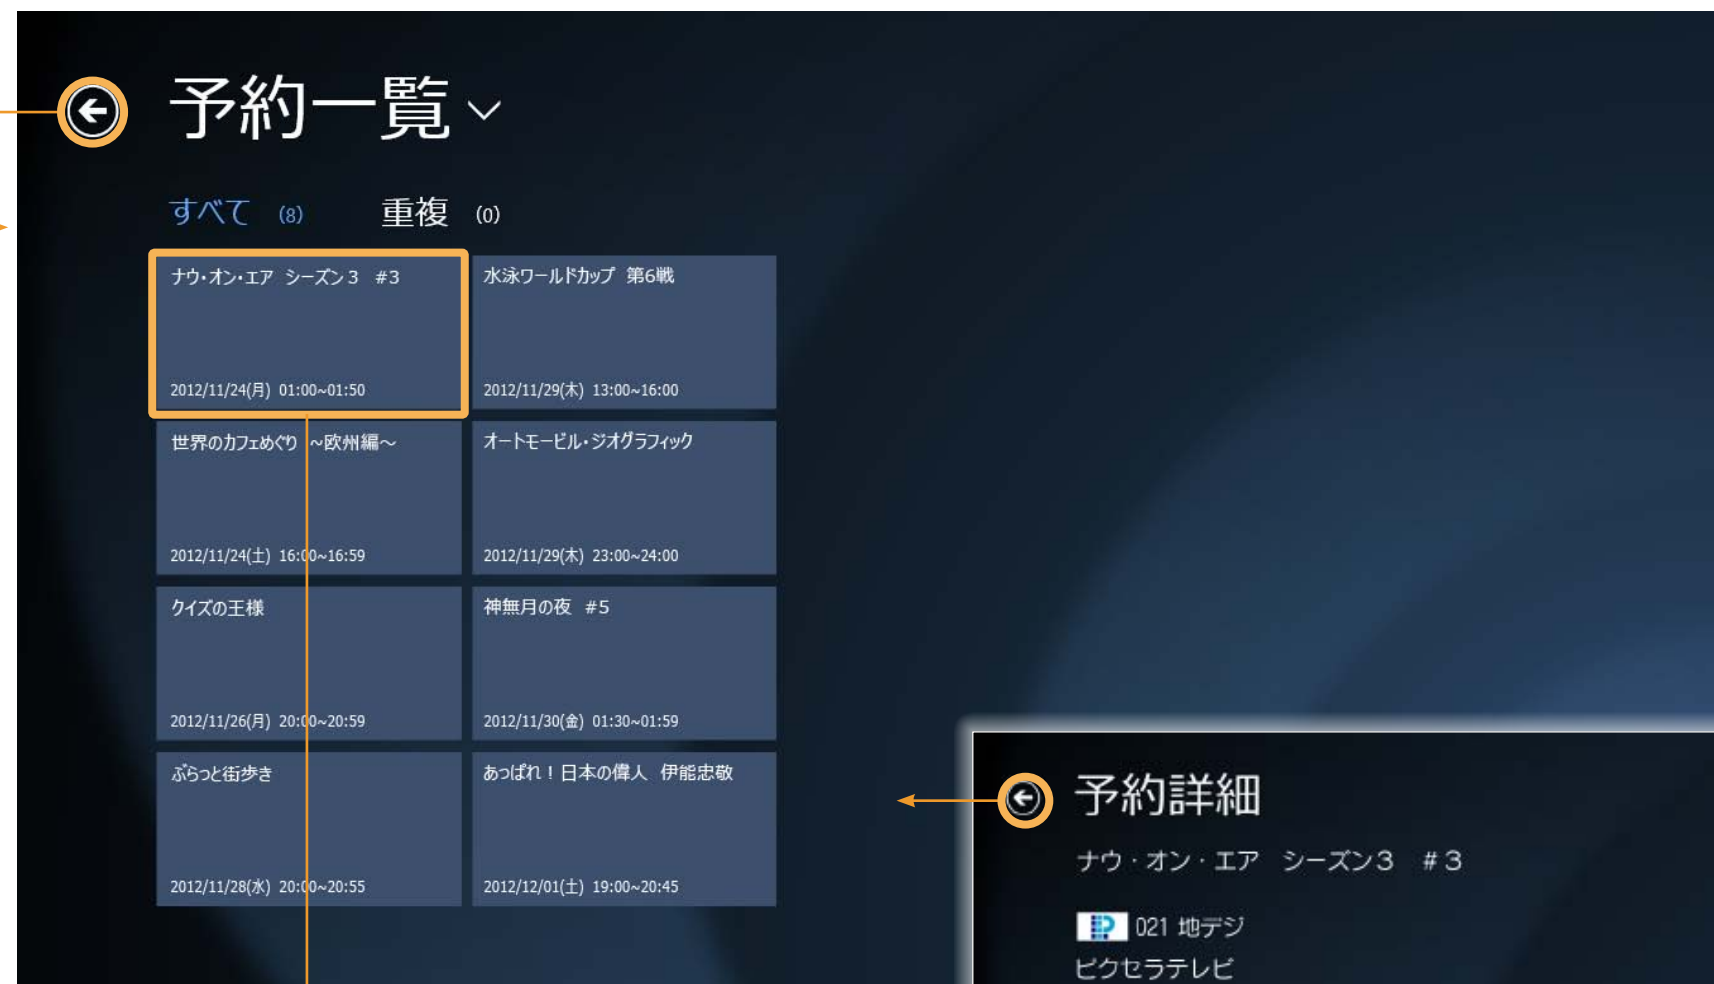 予約一覧
すべて (8) 重複 (0)
ナウ・オン・エア シーズン3 #3
2012/11/24(月) 01:00~01:50
水泳ワールドカップ 第6戦
2012/11/29(木) 13:00~16:00
世界のカフェめぐり ~欧州編~
2012/11/24(土) 16:00~16:59
オートモービル・ジオグラフィック
2012/11/29(木) 23:00~24:00
クイズの王様
2012/11/26(月) 20:00~20:59
神無月の夜 #5
2012/11/30(金) 01:30~01:59
ぶらっと街歩き
2012/11/28(水) 20:00~20:55
あっぱれ!日本の偉人 伊能忠敬
2012/12/01(土) 19:00~20:45
予約詳細
ナウ・オン・エア シーズン3 #3
021 地デジ
ピクセラテレビ